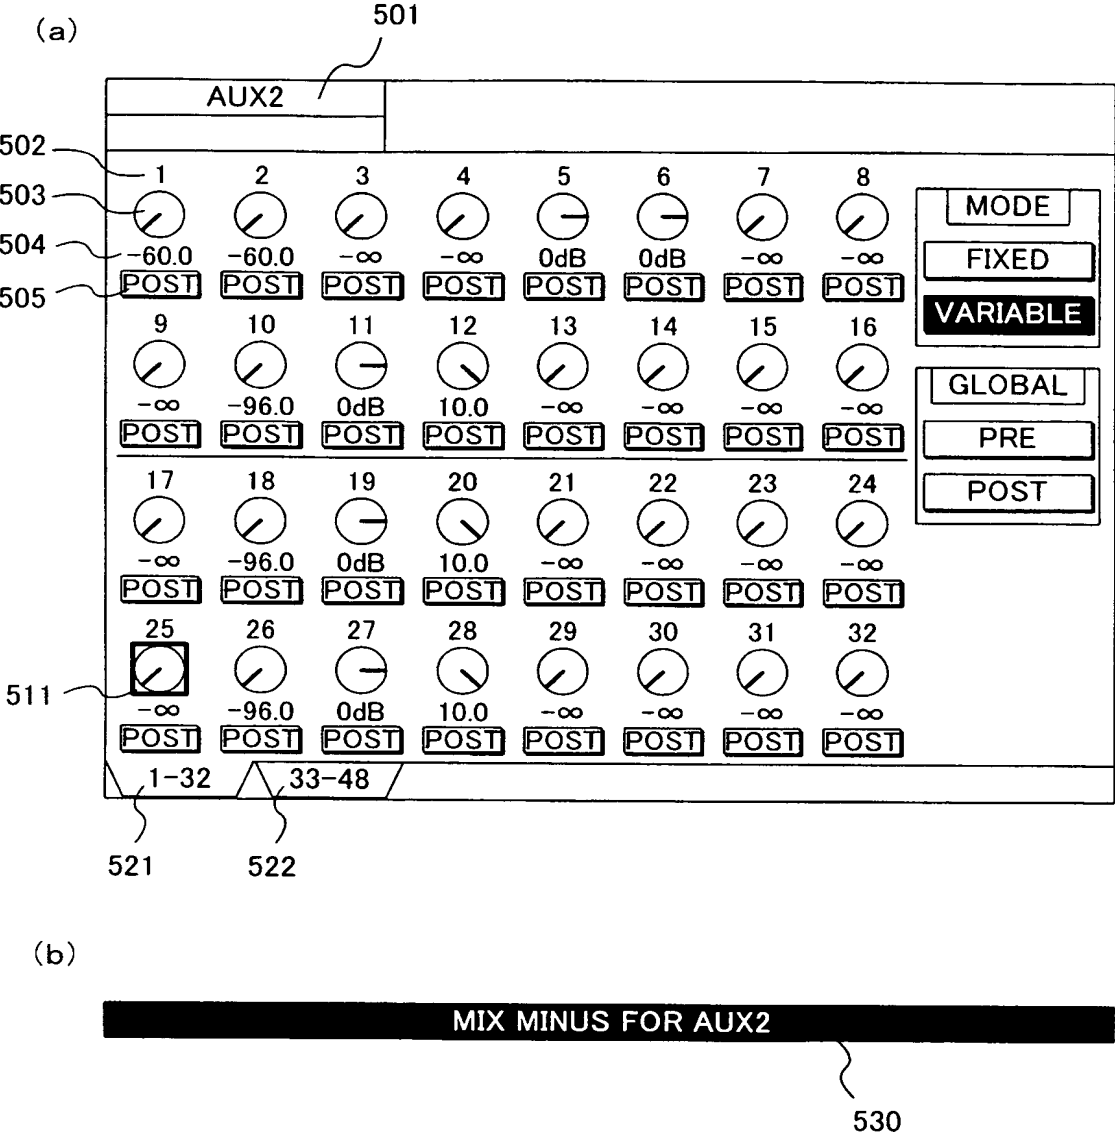 (a)
501
AUX2
502
1 2 3 4 5 6 7 8
503
MODE
504
-60.0 -60.0 -∞ -∞ 0dB 0dB -∞ -∞
FIXED
505
POST POST POST POST POST POST POST POST
VARIABLE
9 10 11 12 13 14 15 16
GLOBAL
-∞ -96.0 0dB 10.0 -∞ -∞ -∞ -∞
POST POST POST POST POST POST POST POST
PRE
17 18 19 20 21 22 23 24
POST
-∞ -96.0 0dB 10.0 -∞ -∞ -∞ -∞
POST POST POST POST POST POST POST POST
25 26 27 28 29 30 31 32
511
-∞ -96.0 0dB 10.0 -∞ -∞ -∞ -∞
POST POST POST POST POST POST POST POST
1-32 33-48
521 522
(b)
MIX MINUS FOR AUX2
530